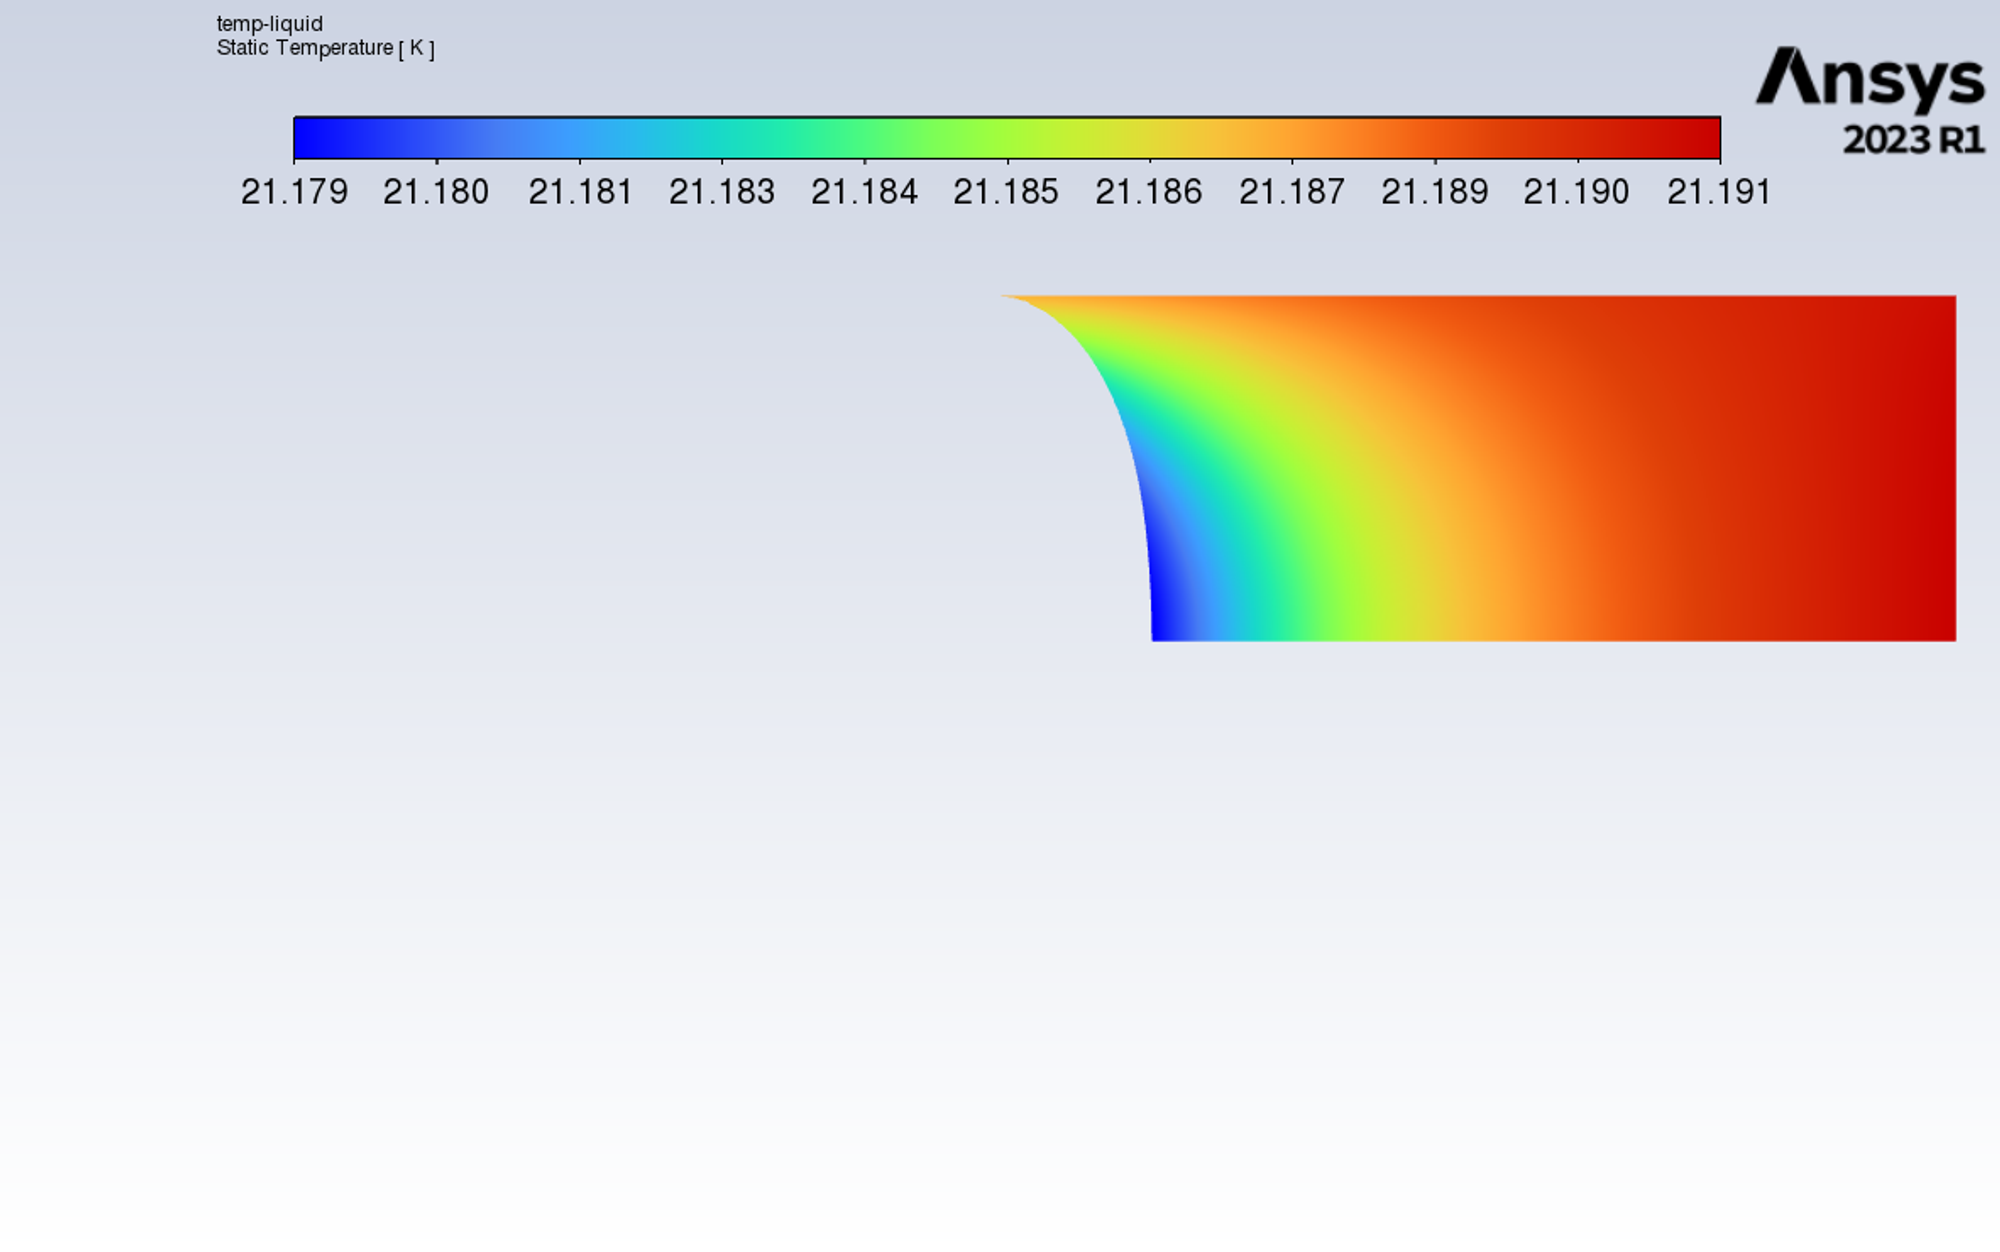 temp-liquid
Static Temperature [ K ]
Ansys
2023 R1
21.179 21.180 21.181 21.183 21.184 21.185 21.186 21.187 21.189 21.190 21.191